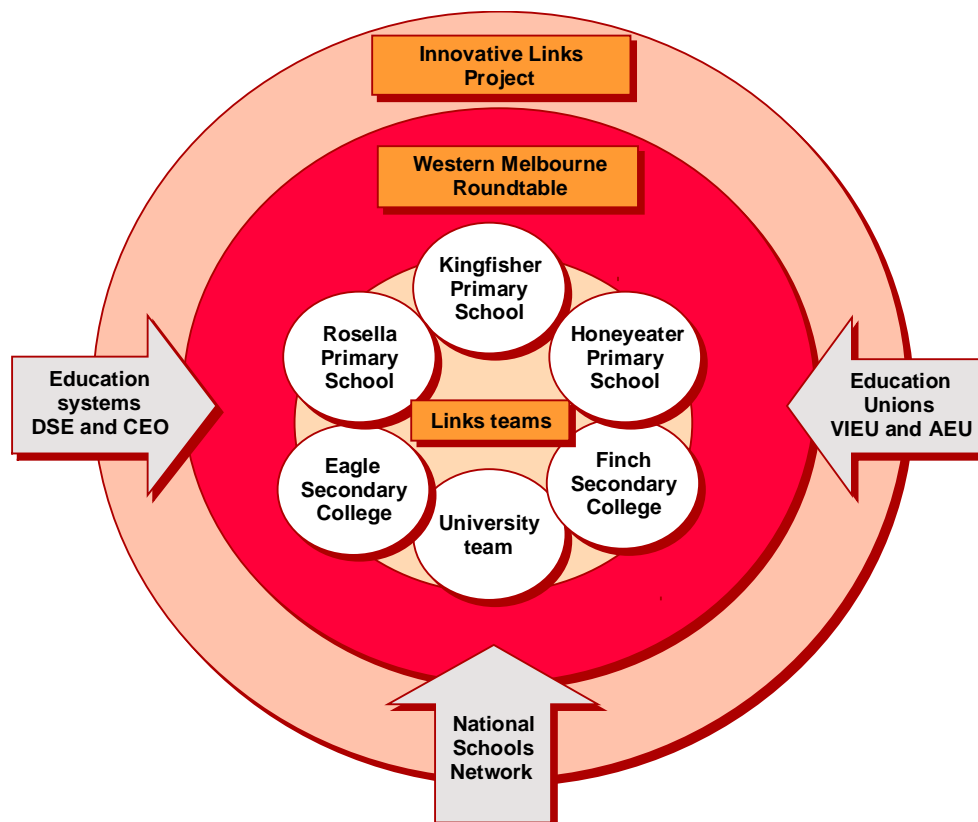 Innovative Links
Project
Western Melbourne
Roundtable
Kingfisher
Primary
School
Rosella
Primary
School
Honeyeater
Primary
School
Education
systems
DSE and CEO
Links teams
Education
Unions
VIEU and AEU
Eagle
Secondary
College
Finch
Secondary
College
University
team
National
Schools
Network